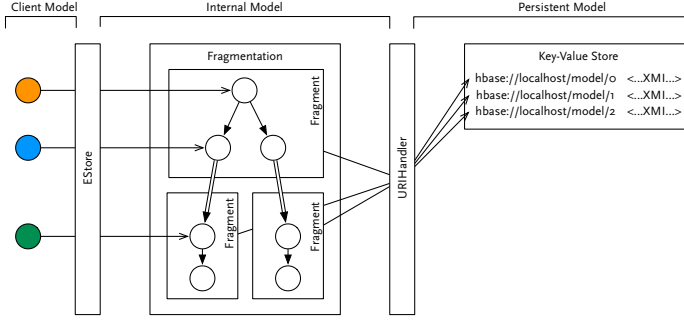 Client Model
Internal Model
Persistent Model
Fragmentation
Key-Value Store
hbase://localhost/model/0 <...XMI...>
hbase://localhost/model/1 <...XMI...>
hbase://localhost/model/2 <...XMI...>
Fragment
EStore
URIHandler
Fragment
Fragment